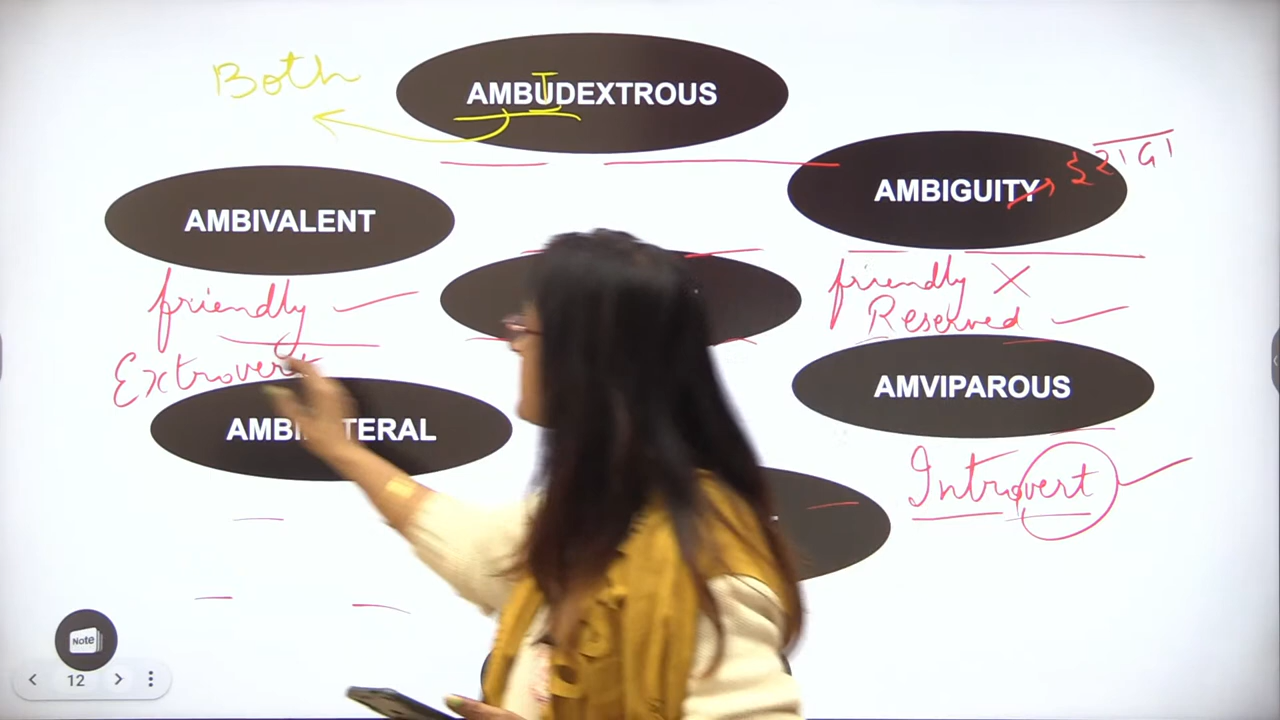 Both
AMBUDEXTROUS
I
AMBIGUITY
AMBIVALENT
friendly
friendly X
Reserved
Extrovert
AMVIPAROUS
Introvert
Note
12